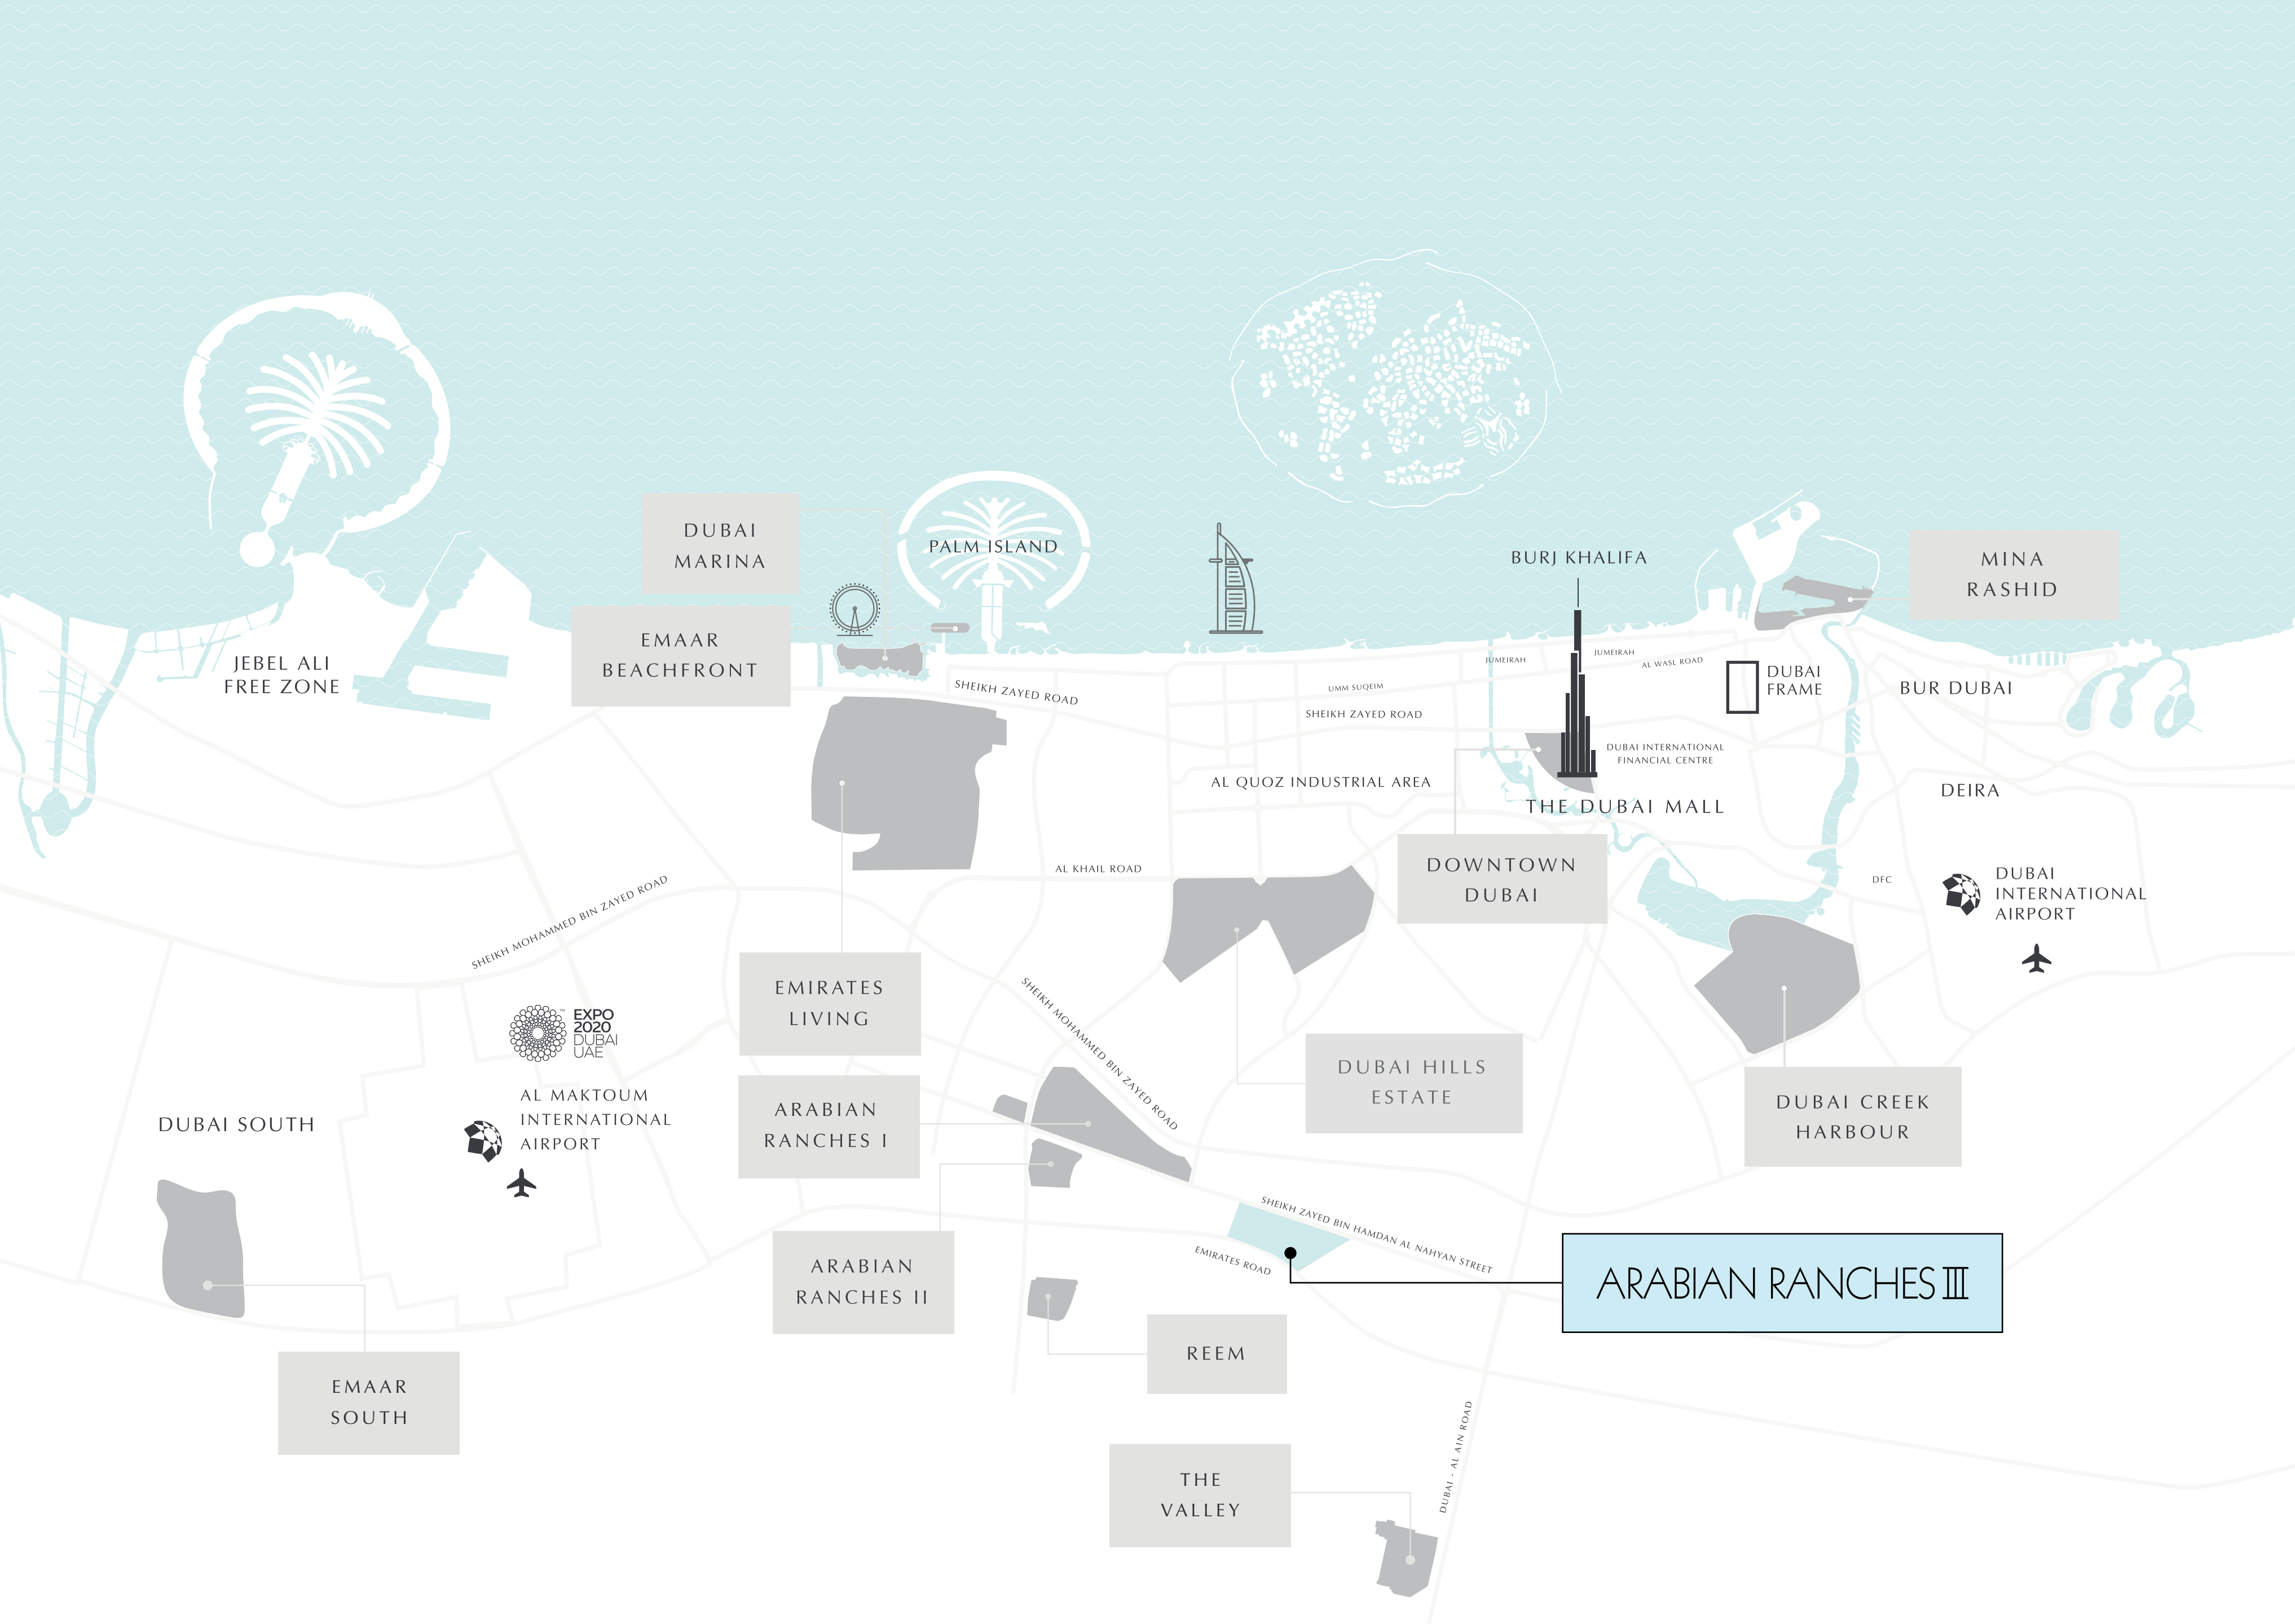 DUBAI
MARINA
PALM ISLAND
BURJ KHALIFA
MINA
RASHID
EMAAR
BEACHFRONT
JEBEL ALI
FREE ZONE
SHEIKH ZAYED ROAD
UMM SUQEIM
SHEIKH ZAYED ROAD
JUMEIRAH
JUMEIRAH
AL WASL ROAD
DUBAI
FRAME
BUR DUBAI
DUBAI INTERNATIONAL
FINANCIAL CENTRE
AL QUOZ INDUSTRIAL AREA
THE DUBAI MALL
DEIRA
AL KHAIL ROAD
DOWNTOWN
DUBAI
DFC
DUBAI
INTERNATIONAL
AIRPORT
SHEIKH MOHAMMED BIN ZAYED ROAD
EMIRATES
LIVING
SHEIKH MOHAMMED BIN ZAYED ROAD
EXPO
2020
DUBAI
UAE
DUBAI HILLS
ESTATE
DUBAI CREEK
HARBOUR
DUBAI SOUTH
AL MAKTOUM
INTERNATIONAL
AIRPORT
ARABIAN
RANCHES I
SHEIKH ZAYED BIN HAMDAN AL NAHYAN STREET
EMIRATES ROAD
ARABIAN
RANCHES II
ARABIAN RANCHES III
REEM
EMAAR
SOUTH
DUBAI - AL AIN ROAD
THE
VALLEY